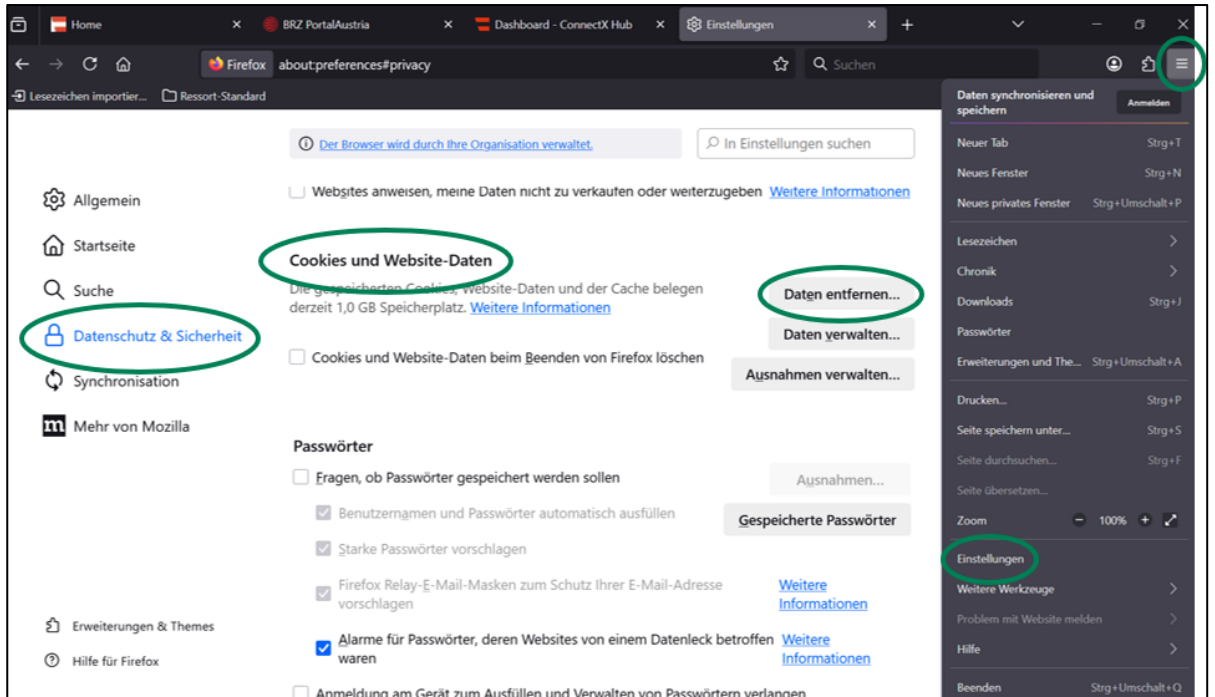 Home
BRZ PortalAustria
Dashboard - ConnectX Hub
Einstellungen
Firefox about:preferences#privacy
Suchen
Lesezeichen importier...
Ressort-Standard
Der Browser wird durch Ihre Organisation verwaltet.
In Einstellungen suchen
Allgemein
Startseite
Suche
Datenschutz & Sicherheit
Synchronisation
m Mehr von Mozilla
Erweiterungen & Themes
Hilfe für Firefox
Websites anweisen, meine Daten nicht zu verkaufen oder weiterzugeben Weitere Informationen
Cookies und Website-Daten
Die gespeicherten Cookies, Website-Daten und der Cache belegen
derzeit 1,0 GB Speicherplatz. Weitere Informationen
Daten entfernen...
Daten verwalten...
Cookies und Website-Daten beim Beenden von Firefox löschen
Ausnahmen verwalten...
Passwörter
Fragen, ob Passwörter gespeichert werden sollen
Ausnahmen...
Benutzernamen und Passwörter automatisch ausfüllen
Gespeicherte Passwörter
Starke Passwörter vorschlagen
Firefox Relay-E-Mail-Masken zum Schutz Ihrer E-Mail-Adresse
vorschlagen
Weitere
Informationen
Alarme für Passwörter, deren Websites von einem Datenleck betroffen
waren
Weitere
Informationen
Anmeldung am Gerät zum Ausfüllen und Verwalten von Passwörtern verlangen
Daten synchronisieren und
speichern
Anmelden
Neuer Tab Strg+T
Neues Fenster Strg+N
Neues privates Fenster Strg+Umschalt+P
Lesezeichen
Chronik
Downloads Strg+J
Passwörter
Erweiterungen und The... Strg+Umschalt+A
Drucken... Strg+P
Seite speichern unter... Strg+S
Seite durchsuchen... Strg+F
Seite übersetzen...
Zoom - 100% +
Einstellungen
Weitere Werkzeuge
Problem mit Website melden
Hilfe
Beenden Strg+Umschalt+Q